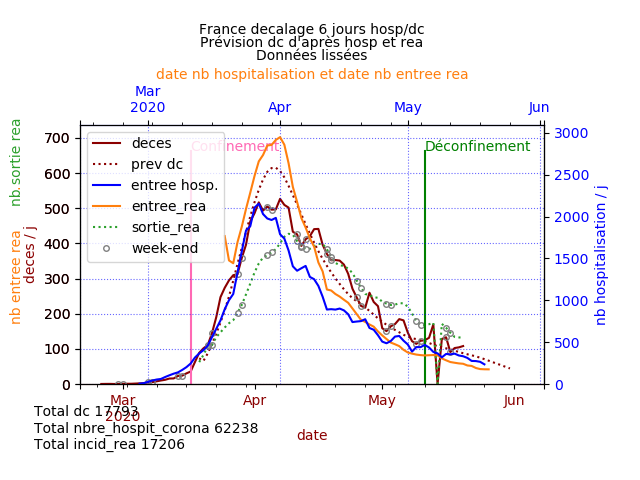 France decalage 6 jours hosp/dc
Prévision dc d'après hosp et rea
Données lissées
date nb hospitalisation et date nb entree rea
Mar
2020
Apr
May
Jun
Confinement
Déconfinement
deces
prev dc
entree hosp.
entree_rea
sortie_rea
week-end
700
600
500
400
300
200
100
0
3000
2500
2000
1500
1000
500
0
nb sortie rea
nb entree rea
deces / j
nb hospitalisation / j
Mar
2020
Apr
May
Jun
date
Total dc 17793
Total nbre_hospit_corona 62238
Total incid_rea 17206